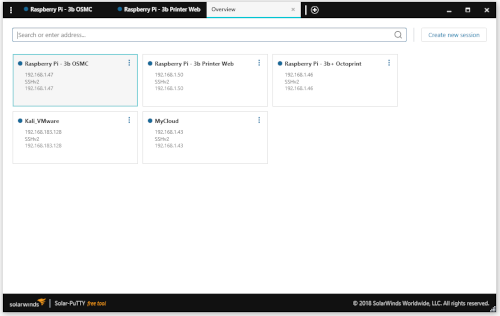 Raspberry Pi - 3b OSMC
Raspberry Pi - 3b Printer Web
Overview
Search or enter address...
Create new session
Raspberry Pi - 3b OSMC
192.168.1.47
SSHv2
192.168.1.47
Raspberry Pi - 3b Printer Web
192.168.1.50
SSHv2
192.168.1.50
Raspberry Pi - 3b+ Octoprint
192.168.1.46
SSHv2
192.168.1.46
Kali_VMware
192.168.183.128
SSHv2
192.168.183.128
MyCloud
192.168.1.43
SSHv2
192.168.1.43
solarwinds
Solar-PuTTY free tool
© 2018 SolarWinds Worldwide, LLC. All rights reserved.